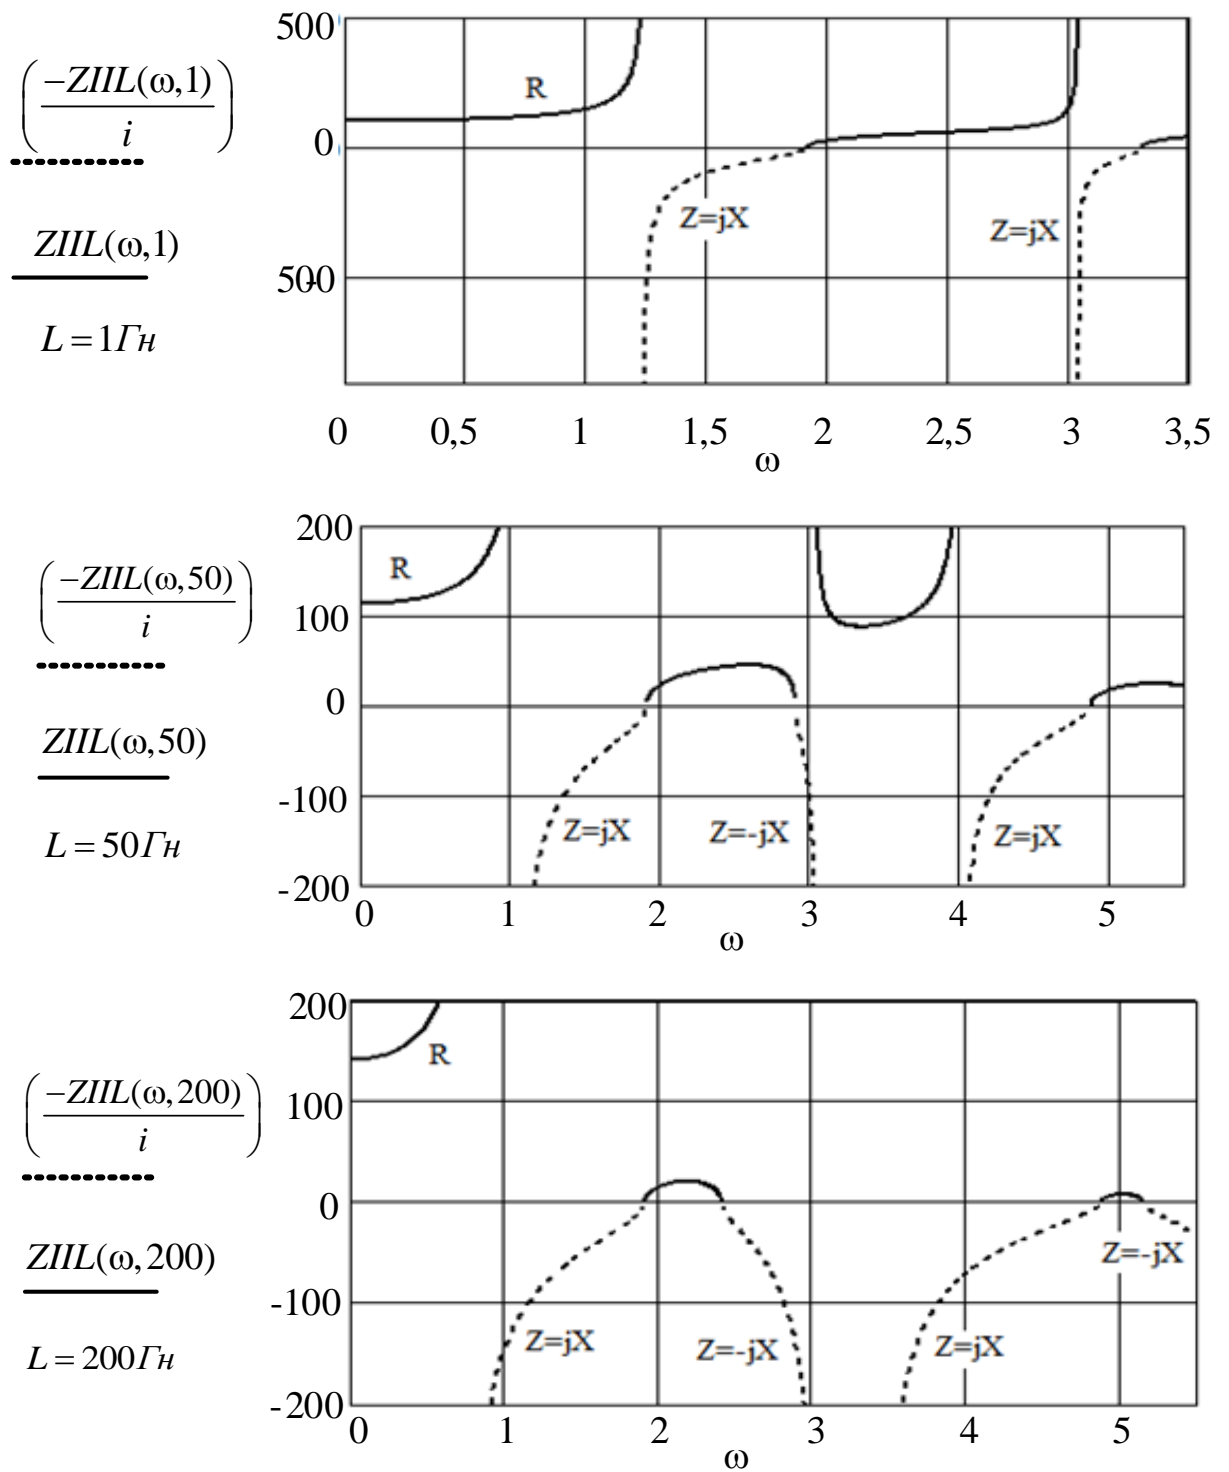 500
(−ZIIL(ω,1) / i)
R
0
Z=jX
Z=jX
ZIIL(ω,1)
500
L = 1Гн
0 0,5 1 1,5 2 2,5 3 3,5
ω
200
(−ZIIL(ω,50) / i)
R
100
0
ZIIL(ω,50)
-100
Z=jX Z=-jX Z=jX
L = 50Гн
-200
0 1 2 3 4 5
ω
200
R
(−ZIIL(ω,200) / i)
100
0
ZIIL(ω,200)
Z=-jX
-100
Z=jX Z=-jX Z=jX
L = 200Гн
-200
0 1 2 3 4 5
ω